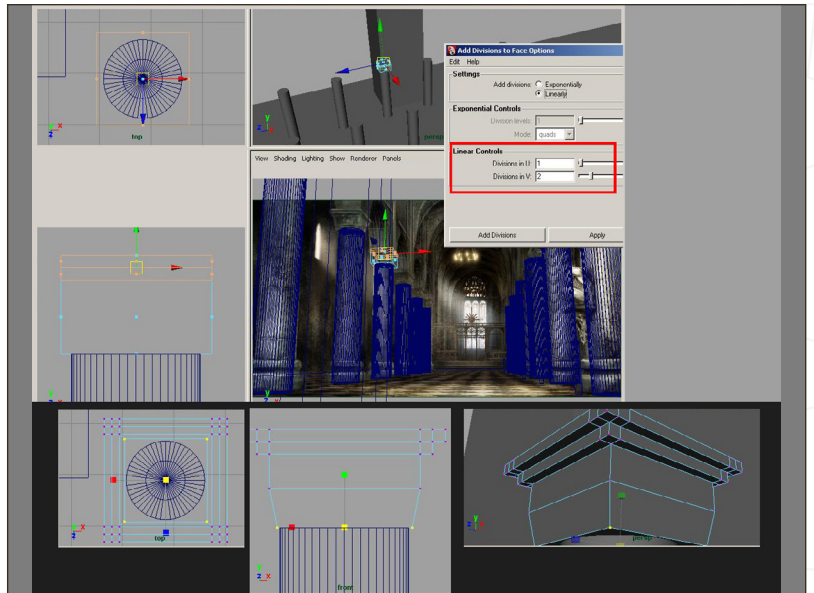 Add Divisions to Face Options
Edit Help
Settings
Add divisions: Exponentially
Linearly
Exponential Controls
Division levels: 1
Mode: quads
Linear Controls
Divisions in U: 1
Divisions in V: 2
Add Divisions Apply
y
x
z
top
y
z
persp
View Shading Lighting Show Renderer Panels
y
y
z x
top
y
z x
front
y
z
persp